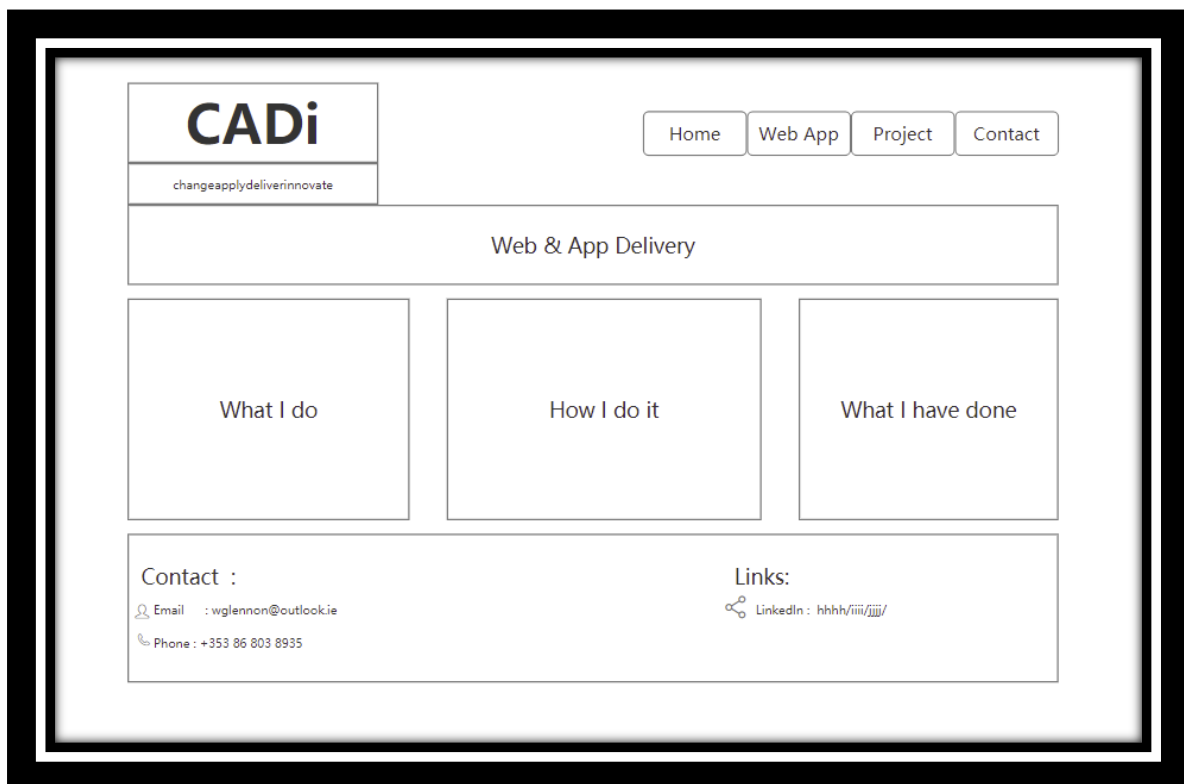 CADi
changeapplydeliverinnovate
Home Web App Project Contact
Web & App Delivery
What I do
How I do it
What I have done
Contact :
Email : wglennon@outlook.ie
Phone : +353 86 803 8935
Links:
LinkedIn : hhhh/iiii/jjjj/